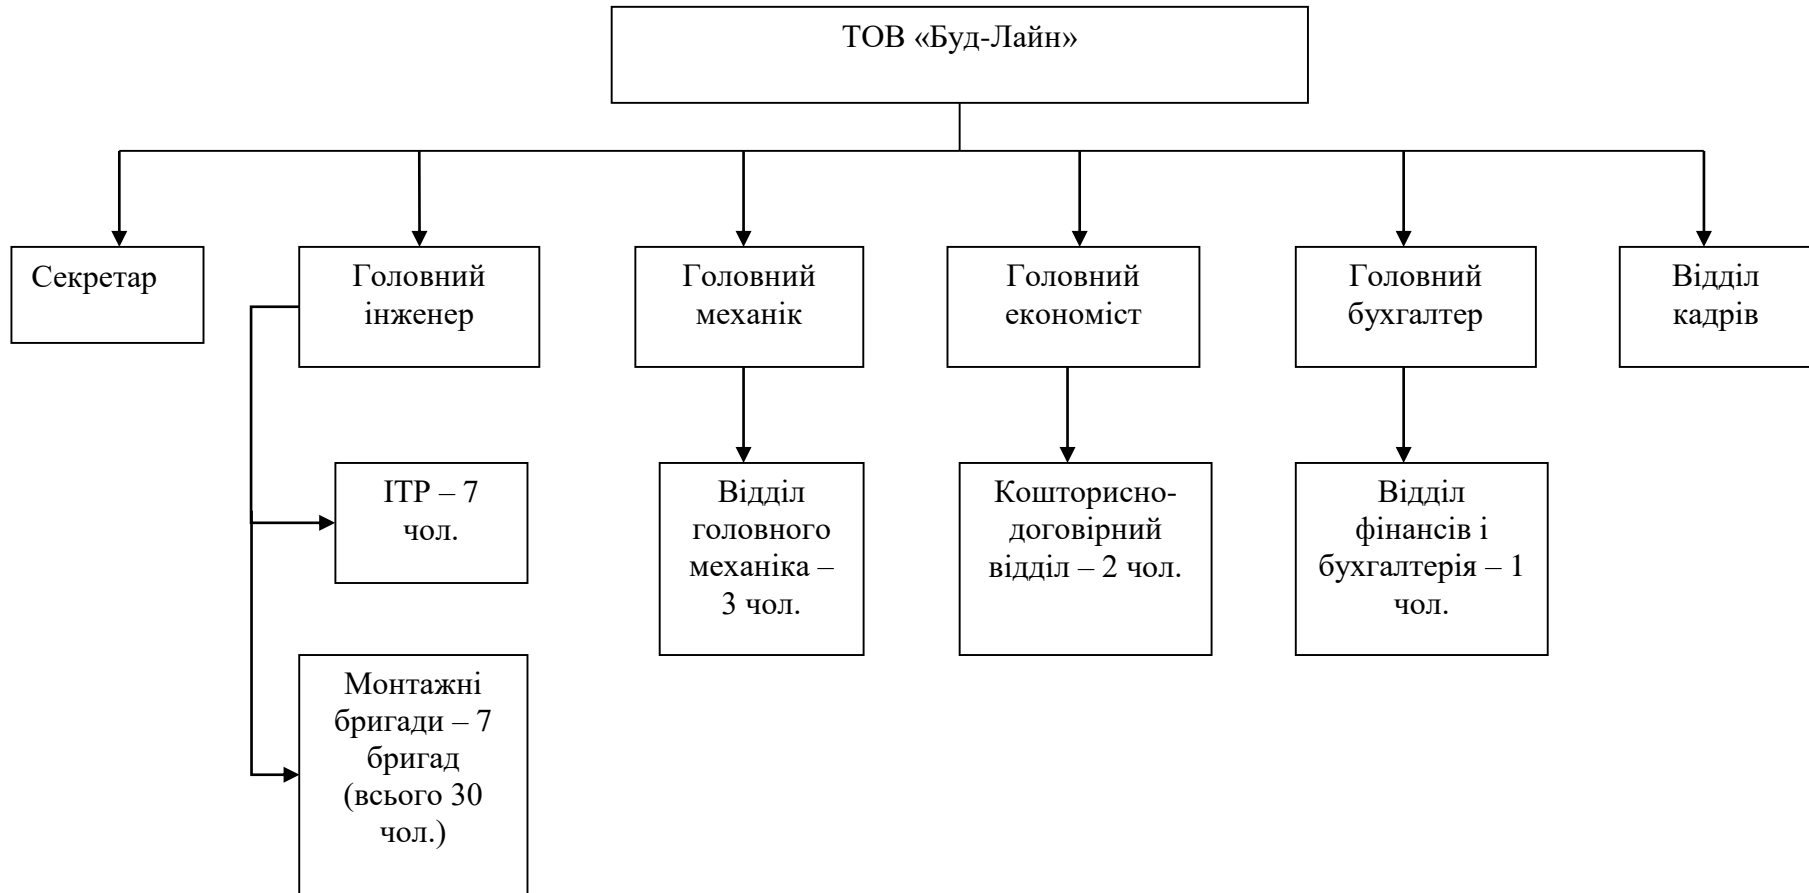 ТОВ «Буд-Лайн»
Секретар
Головний
інженер
Головний
механік
Головний
економіст
Головний
бухгалтер
Відділ
кадрів
ІТР – 7
чол.
Відділ
головного
механіка –
3 чол.
Кошторисно-
договірний
відділ – 2 чол.
Відділ
фінансів і
бухгалтерія – 1
чол.
Монтажні
бригади – 7
бригад
(всього 30
чол.)